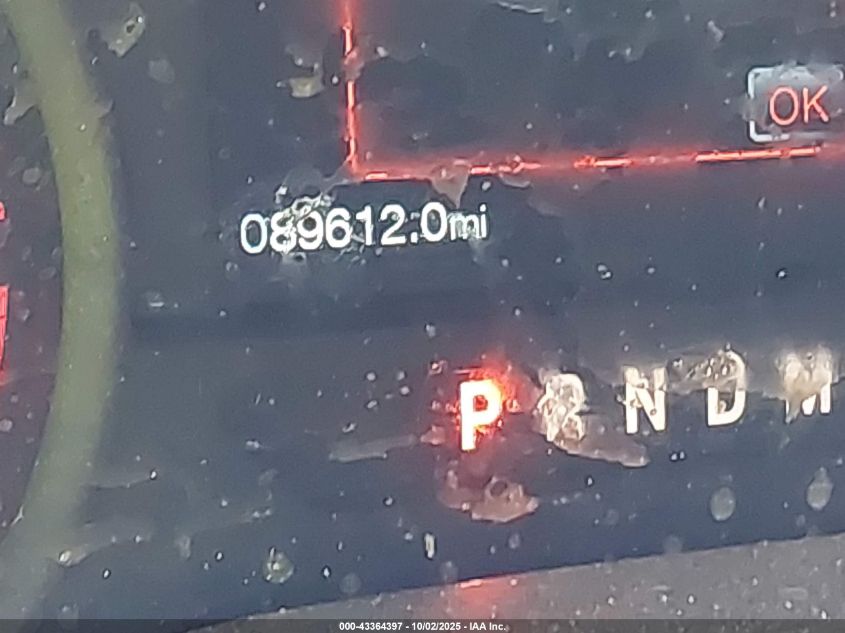 OK
089612.0mi
P R N D M
000-43364397 - 10/02/2025 - IAA Inc.